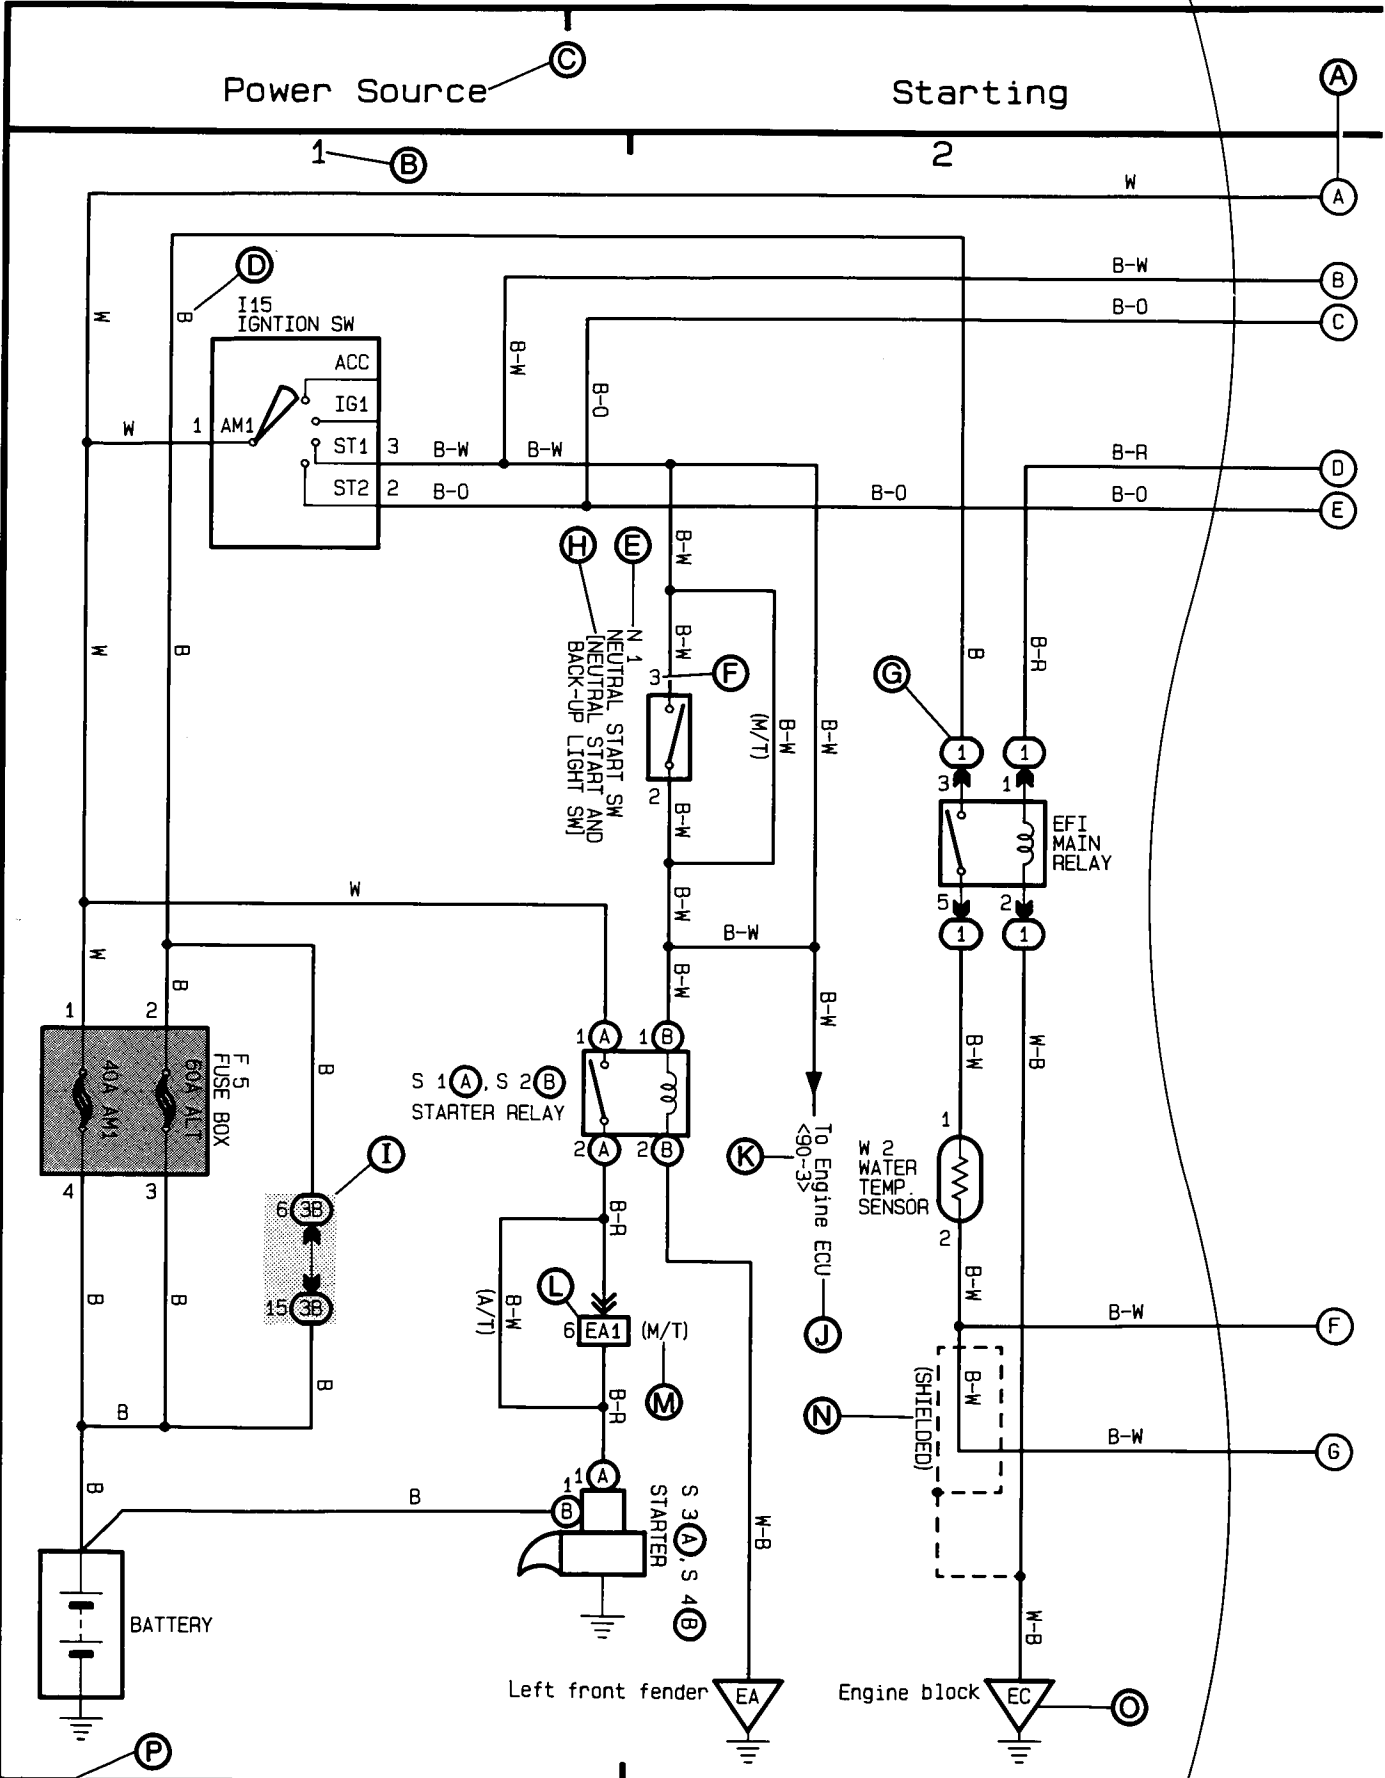 Power Source
C
Starting
A
1
B
2
W
A
D
B-W
B
B-O
C
W
B
I15
IGNTION SW
B-W
B-O
ACC
IG1
W
1
AM1
ST1
3
B-W
B-W
ST2
2
B-O
B-R
D
B-O
B-O
E
H
E
B-W
N 1
NEUTRAL START SW
[NEUTRAL START AND
BACK-UP LIGHT SW]
B-W
3
F
W
B
B
B-R
G
B-W
(M/T)
B-W
2
B-W
1
1
3
1
EFI
MAIN
RELAY
5
2
1
1
W
B-W
B-W
W
B
B-W
B-W
1
2
F 5
FUSE BOX
40A AM1
60A ALT
B
1
A
1
B
S 1 A, S 2 B
STARTER RELAY
2
A
2
B
B-W
W-B
1
W 2
WATER
TEMP.
SENSOR
2
K
To Engine ECU
<90-3>
J
4
3
I
6
3B
15
3B
B
B
B
B
B-R
B-W
(A/T)
L
6
EA1
(M/T)
M
B-R
B-W
B-W
F
(SHIELDED)
B-W
N
B-W
G
B
B
1
A
1
B
S 3 A, S 4 B
STARTER
W-B
W-B
BATTERY
Left front fender
EA
Engine block
EC
O
P